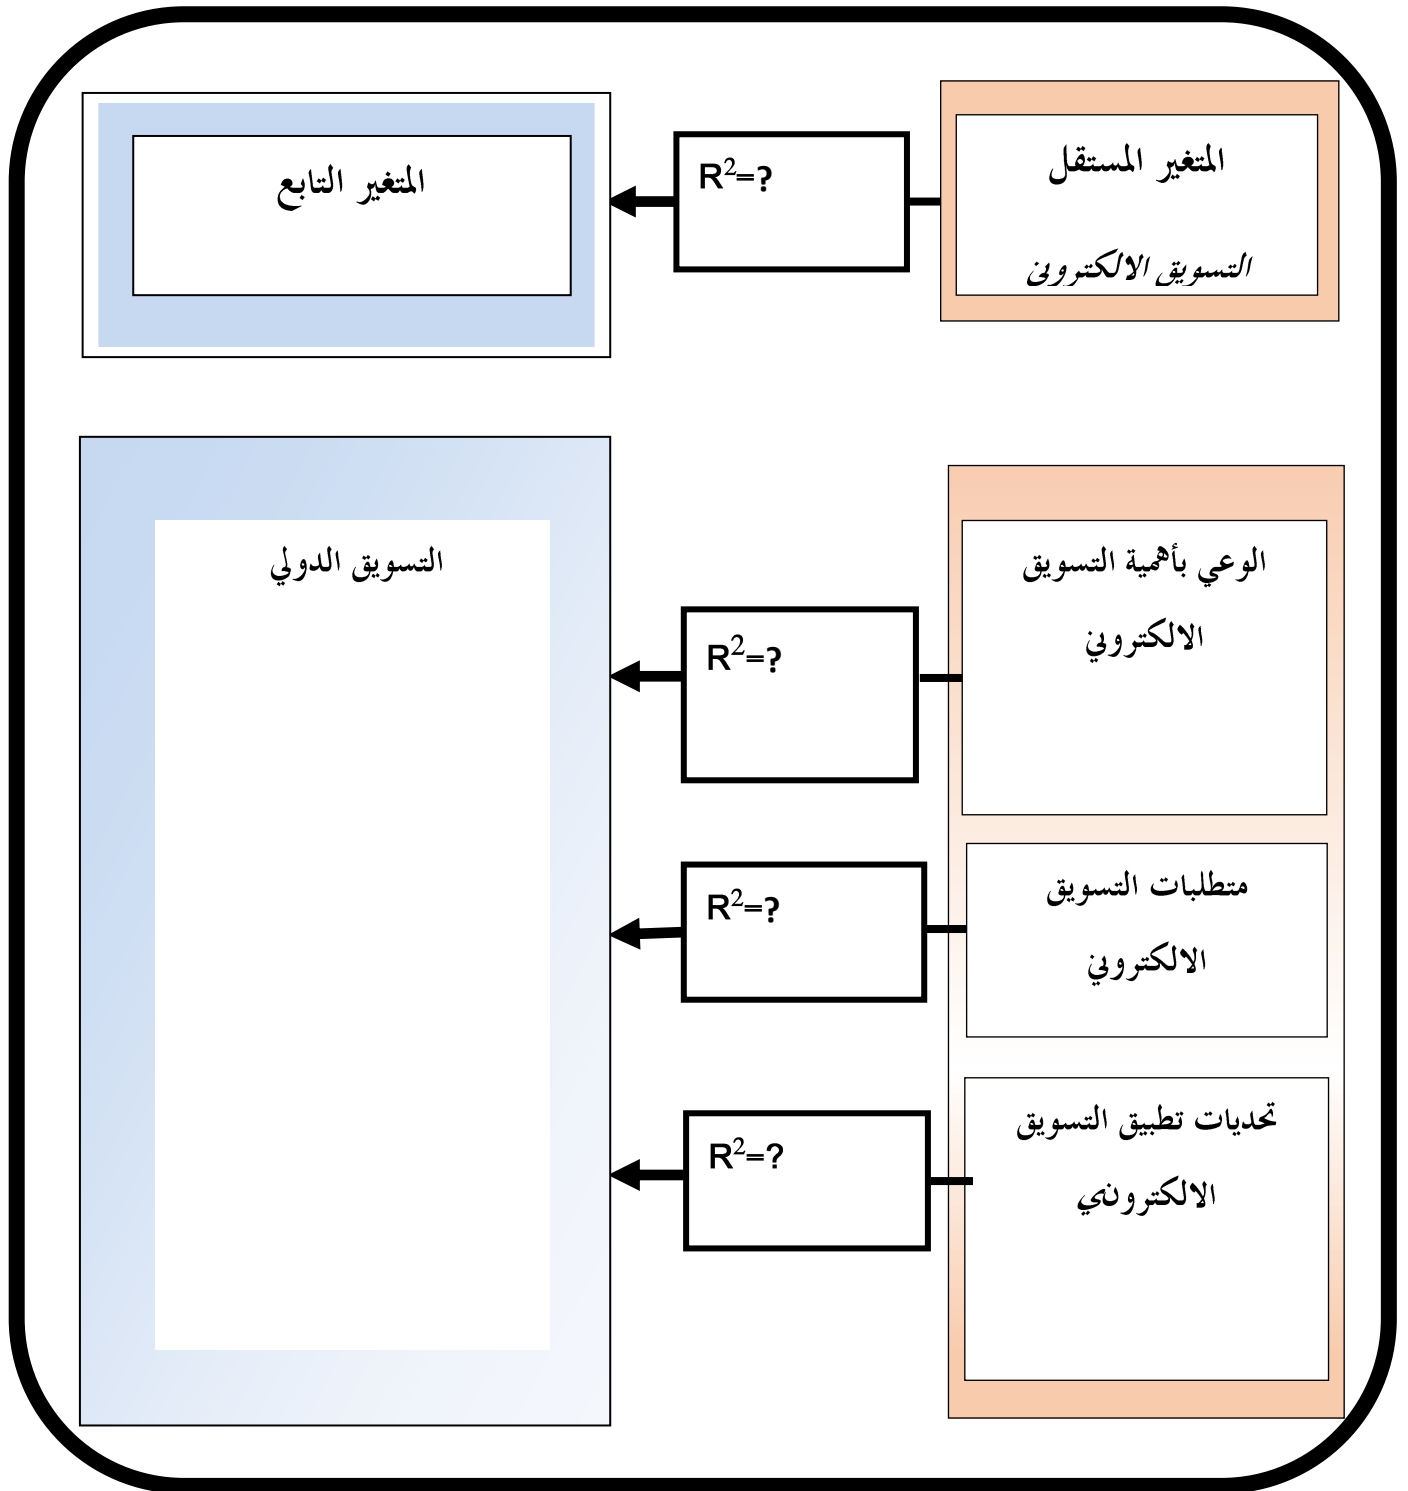 المتغير المستقل
التسويق الالكتروني
R²=?
المتغير التابع
الوعي بأهمية التسويق
الالكتروني
R²=?
التسويق الدولي
متطلبات التسويق
الالكتروني
R²=?
تحديات تطبيق التسويق
الالكتروني
R²=?